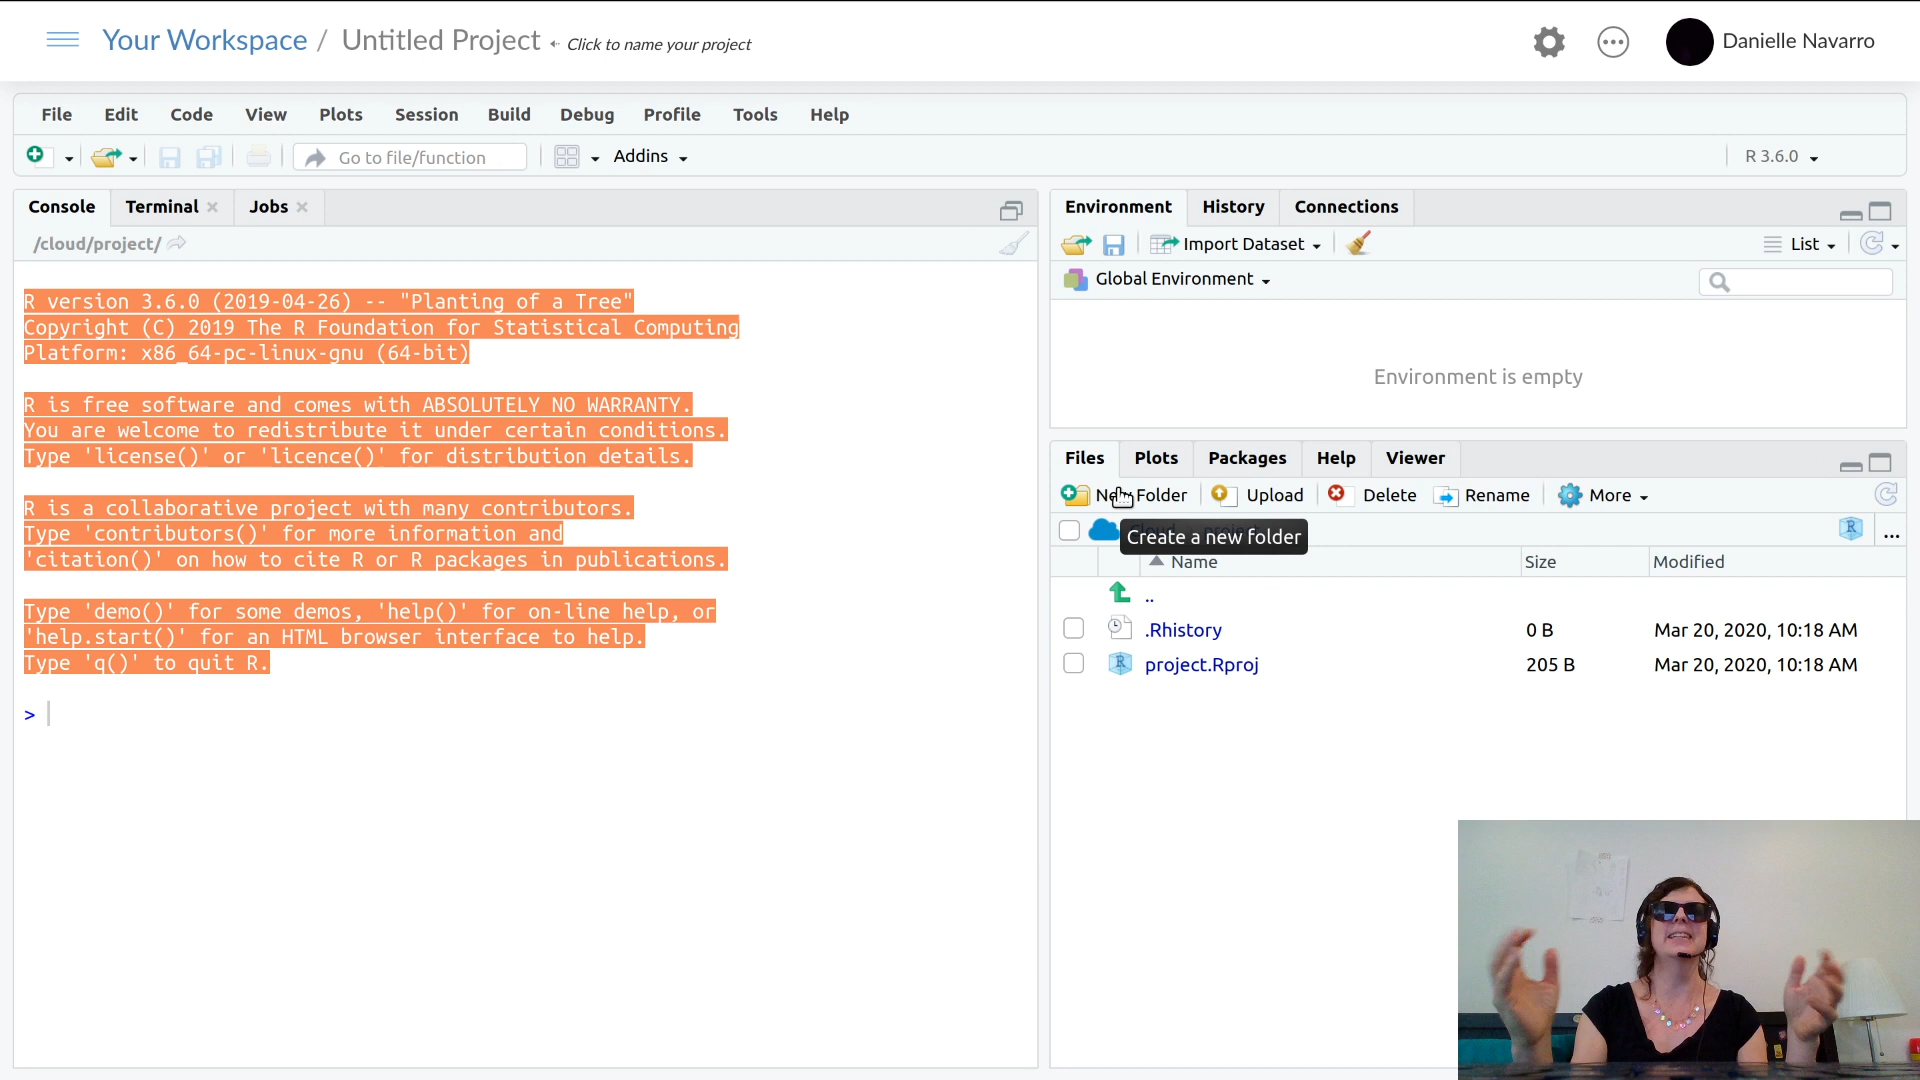 Your Workspace / Untitled Project ← Click to name your project
Danielle Navarro
File Edit Code View Plots Session Build Debug Profile Tools Help
Go to file/function
Addins
R 3.6.0
Console Terminal Jobs
/cloud/project/
R version 3.6.0 (2019-04-26) -- "Planting of a Tree"
Copyright (C) 2019 The R Foundation for Statistical Computing
Platform: x86_64-pc-linux-gnu (64-bit)
R is free software and comes with ABSOLUTELY NO WARRANTY.
You are welcome to redistribute it under certain conditions.
Type 'license()' or 'licence()' for distribution details.
R is a collaborative project with many contributors.
Type 'contributors()' for more information and
'citation()' on how to cite R or R packages in publications.
Type 'demo()' for some demos, 'help()' for on-line help, or
'help.start()' for an HTML browser interface to help.
Type 'q()' to quit R.
>
Environment History Connections
Import Dataset
List
Global Environment
Environment is empty
Files Plots Packages Help Viewer
New Folder Upload Delete Rename More
Create a new folder
R ...
Name Size Modified
..
.Rhistory 0 B Mar 20, 2020, 10:18 AM
R project.Rproj 205 B Mar 20, 2020, 10:18 AM